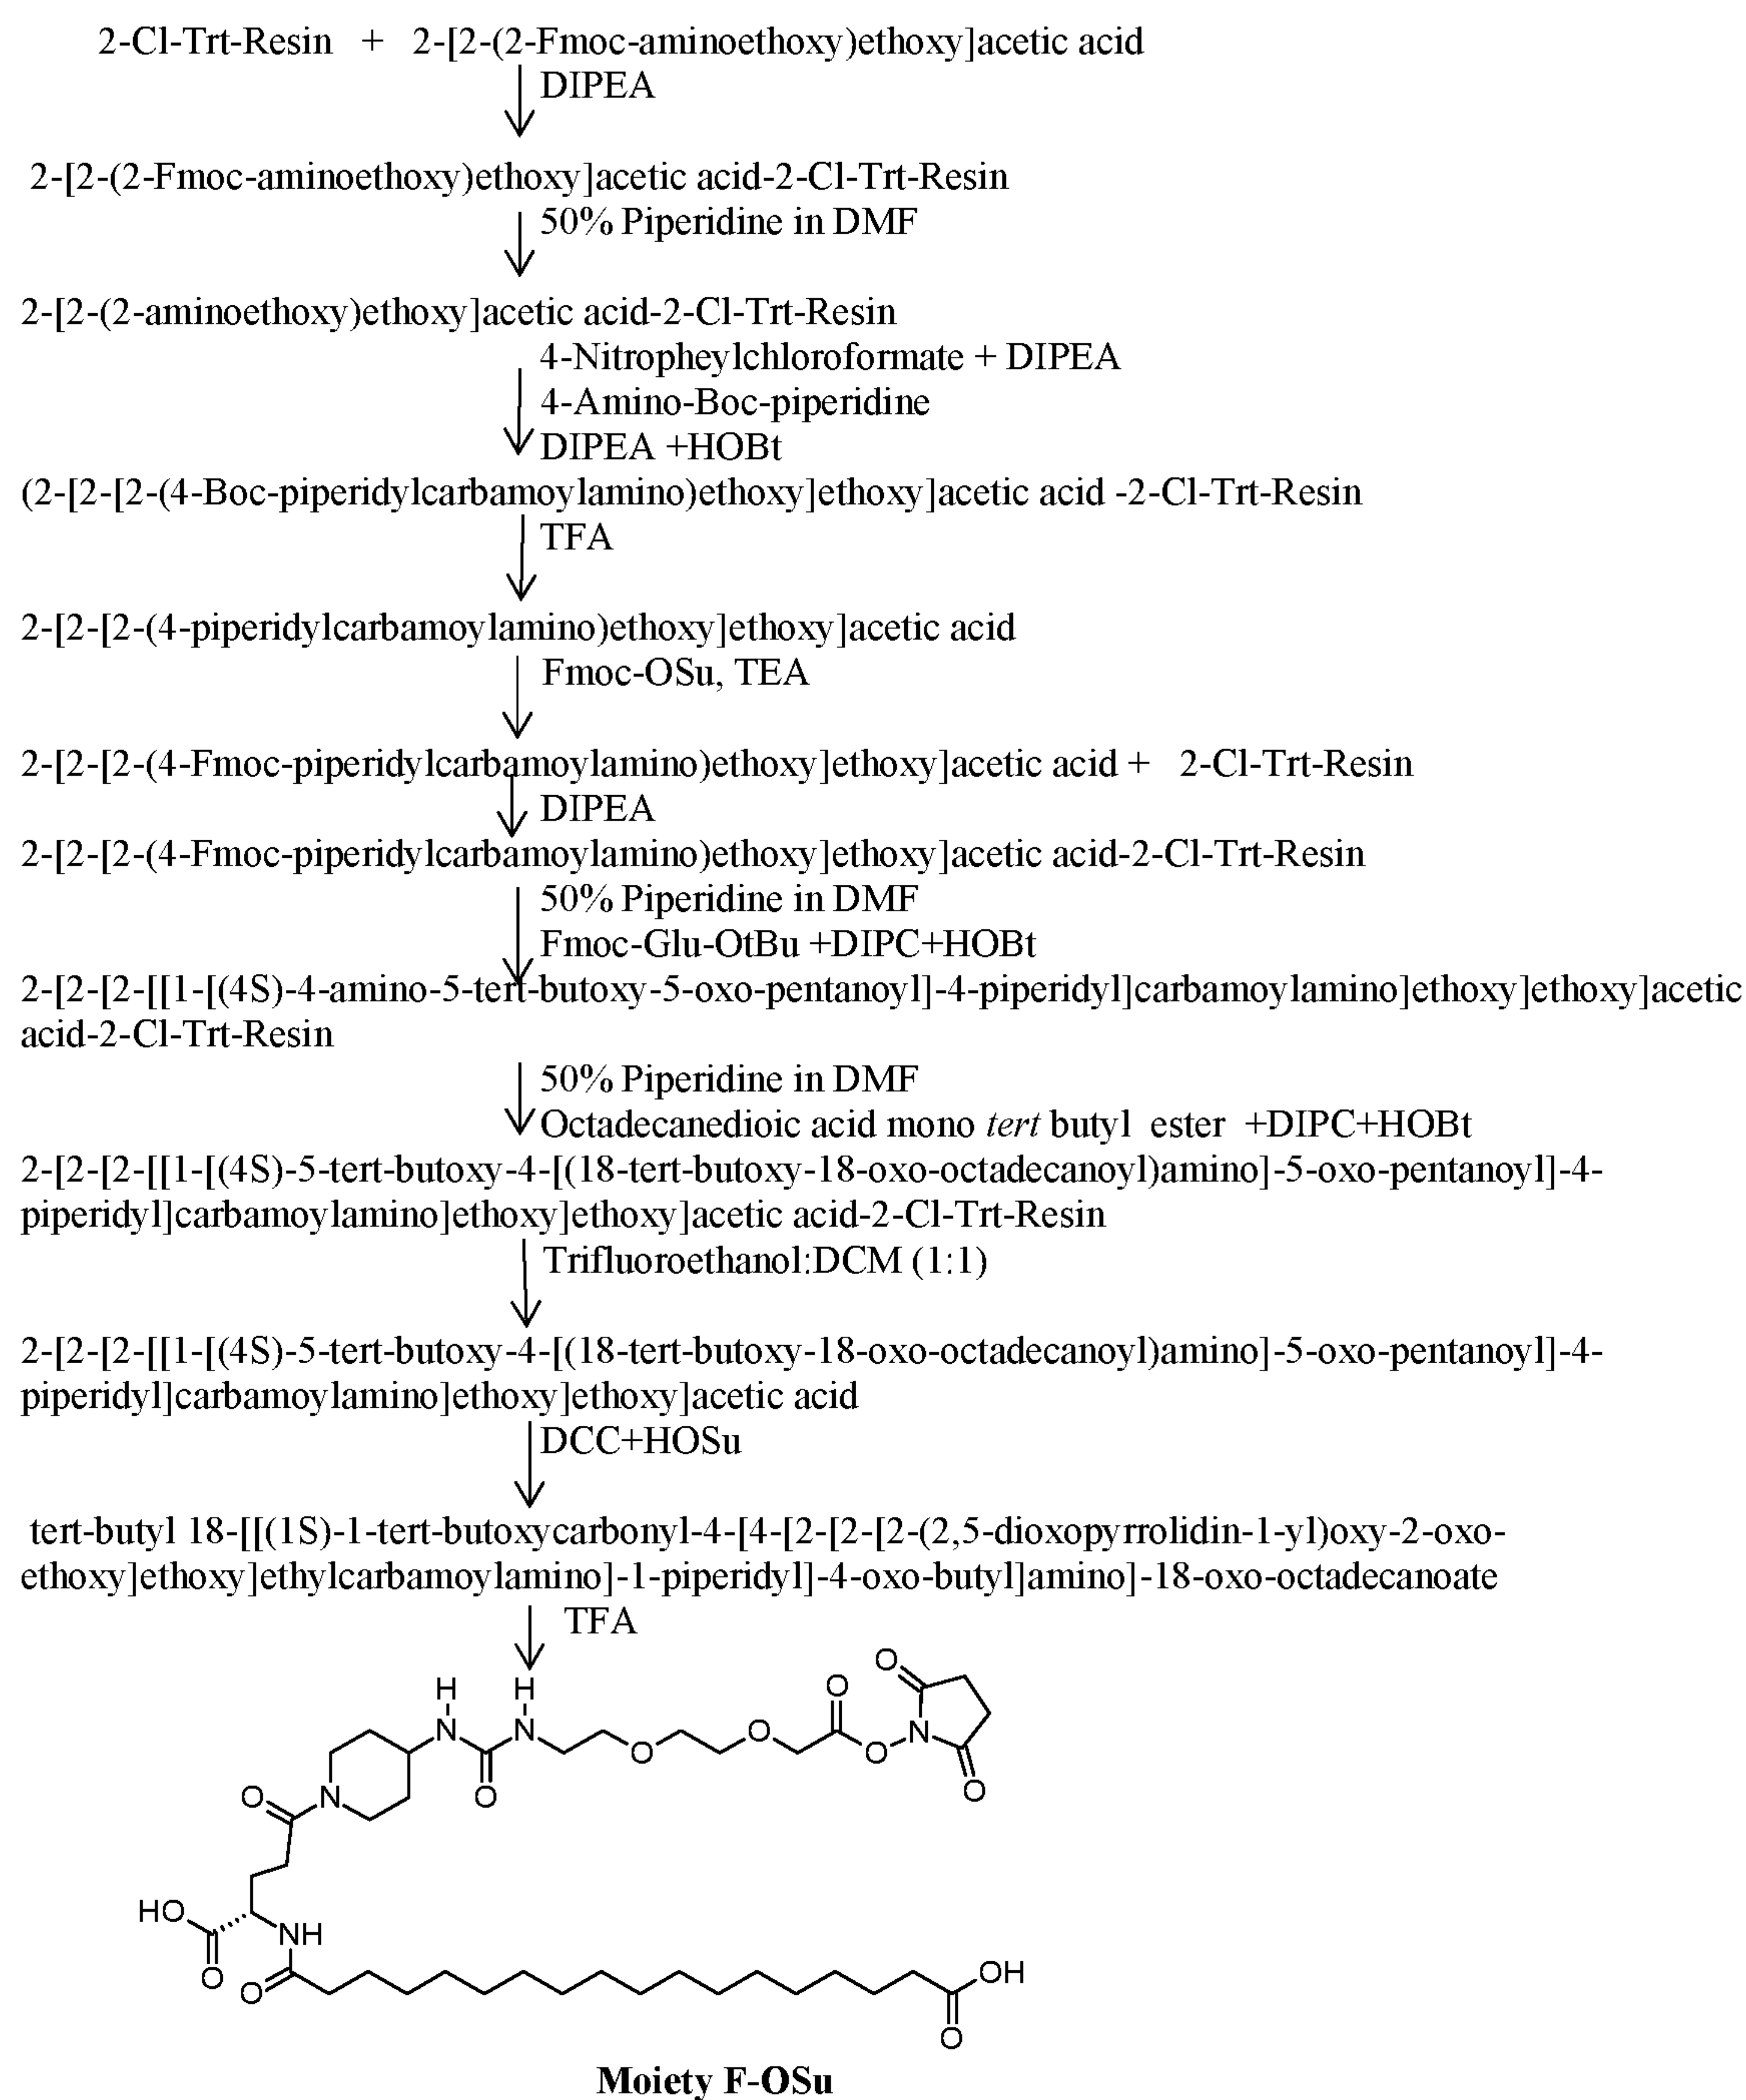 2-Cl-Trt-Resin + 2-[2-(2-Fmoc-aminoethoxy)ethoxy]acetic acid
DIPEA
2-[2-(2-Fmoc-aminoethoxy)ethoxy]acetic acid-2-Cl-Trt-Resin
50% Piperidine in DMF
2-[2-(2-aminoethoxy)ethoxy]acetic acid-2-Cl-Trt-Resin
4-Nitropheylchloroformate + DIPEA
4-Amino-Boc-piperidine
DIPEA +HOBt
(2-[2-[2-(4-Boc-piperidylcarbamoylamino)ethoxy]ethoxy]acetic acid -2-Cl-Trt-Resin
TFA
2-[2-[2-(4-piperidylcarbamoylamino)ethoxy]ethoxy]acetic acid
Fmoc-OSu, TEA
2-[2-[2-(4-Fmoc-piperidylcarbamoylamino)ethoxy]ethoxy]acetic acid + 2-Cl-Trt-Resin
DIPEA
2-[2-[2-(4-Fmoc-piperidylcarbamoylamino)ethoxy]ethoxy]acetic acid-2-Cl-Trt-Resin
50% Piperidine in DMF
Fmoc-Glu-OtBu +DIPC+HOBt
2-[2-[2-[[1-[(4S)-4-amino-5-tert-butoxy-5-oxo-pentanoyl]-4-piperidyl]carbamoylamino]ethoxy]ethoxy]acetic
acid-2-Cl-Trt-Resin
50% Piperidine in DMF
Octadecanedioic acid mono tert butyl ester +DIPC+HOBt
2-[2-[2-[[1-[(4S)-5-tert-butoxy-4-[(18-tert-butoxy-18-oxo-octadecanoyl)amino]-5-oxo-pentanoyl]-4-
piperidyl]carbamoylamino]ethoxy]ethoxy]acetic acid-2-Cl-Trt-Resin
Trifluoroethanol:DCM (1:1)
2-[2-[2-[[1-[(4S)-5-tert-butoxy-4-[(18-tert-butoxy-18-oxo-octadecanoyl)amino]-5-oxo-pentanoyl]-4-
piperidyl]carbamoylamino]ethoxy]ethoxy]acetic acid
DCC+HOSu
tert-butyl 18-[[(1S)-1-tert-butoxycarbonyl-4-[4-[2-[2-[2-(2,5-dioxopyrrolidin-1-yl)oxy-2-oxo-
ethoxy]ethoxy]ethylcarbamoylamino]-1-piperidyl]-4-oxo-butyl]amino]-18-oxo-octadecanoate
TFA
O
H H O
N N O N
O O
O
O N O
HO
NH
O O
OH
O
Moiety F-OSu